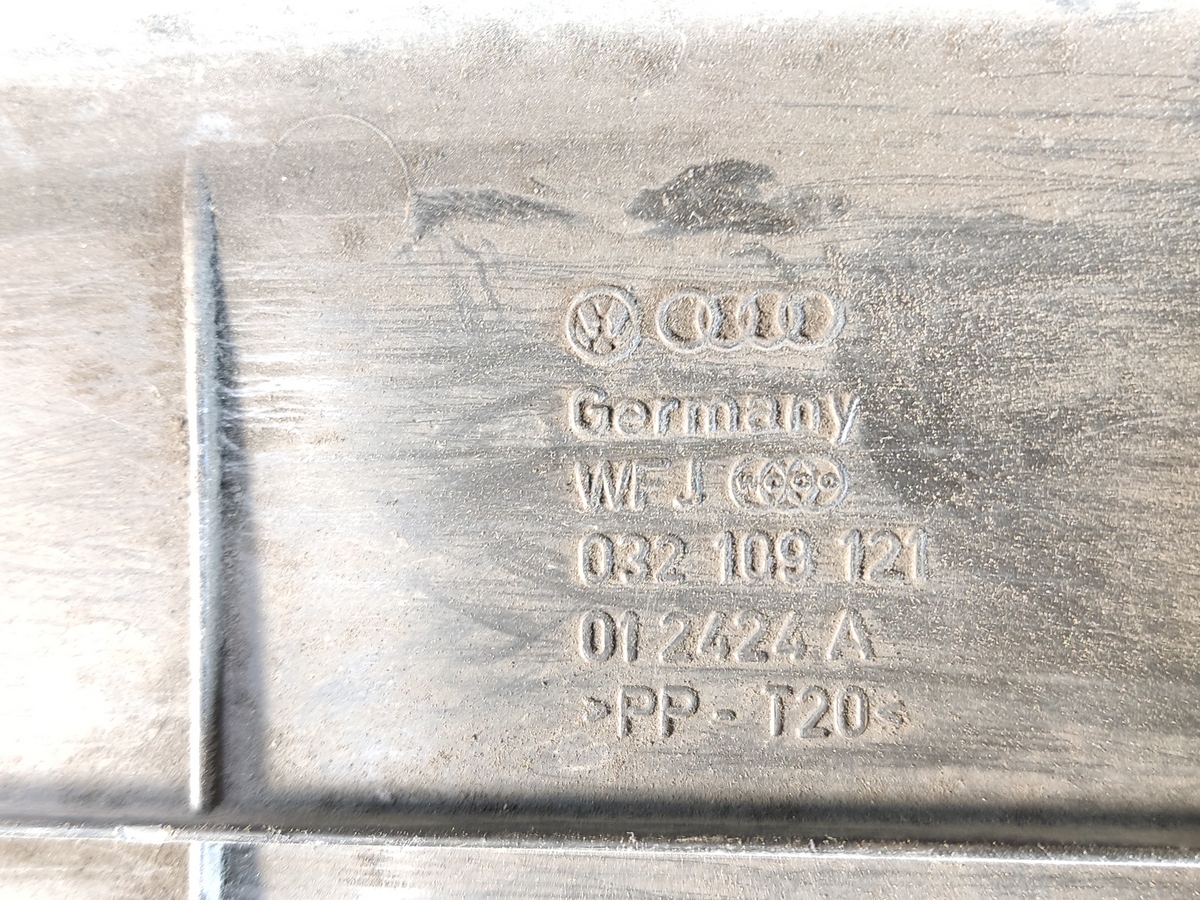 Germany
WFJ
032 109 121
01 2424 A
>PP-T20<